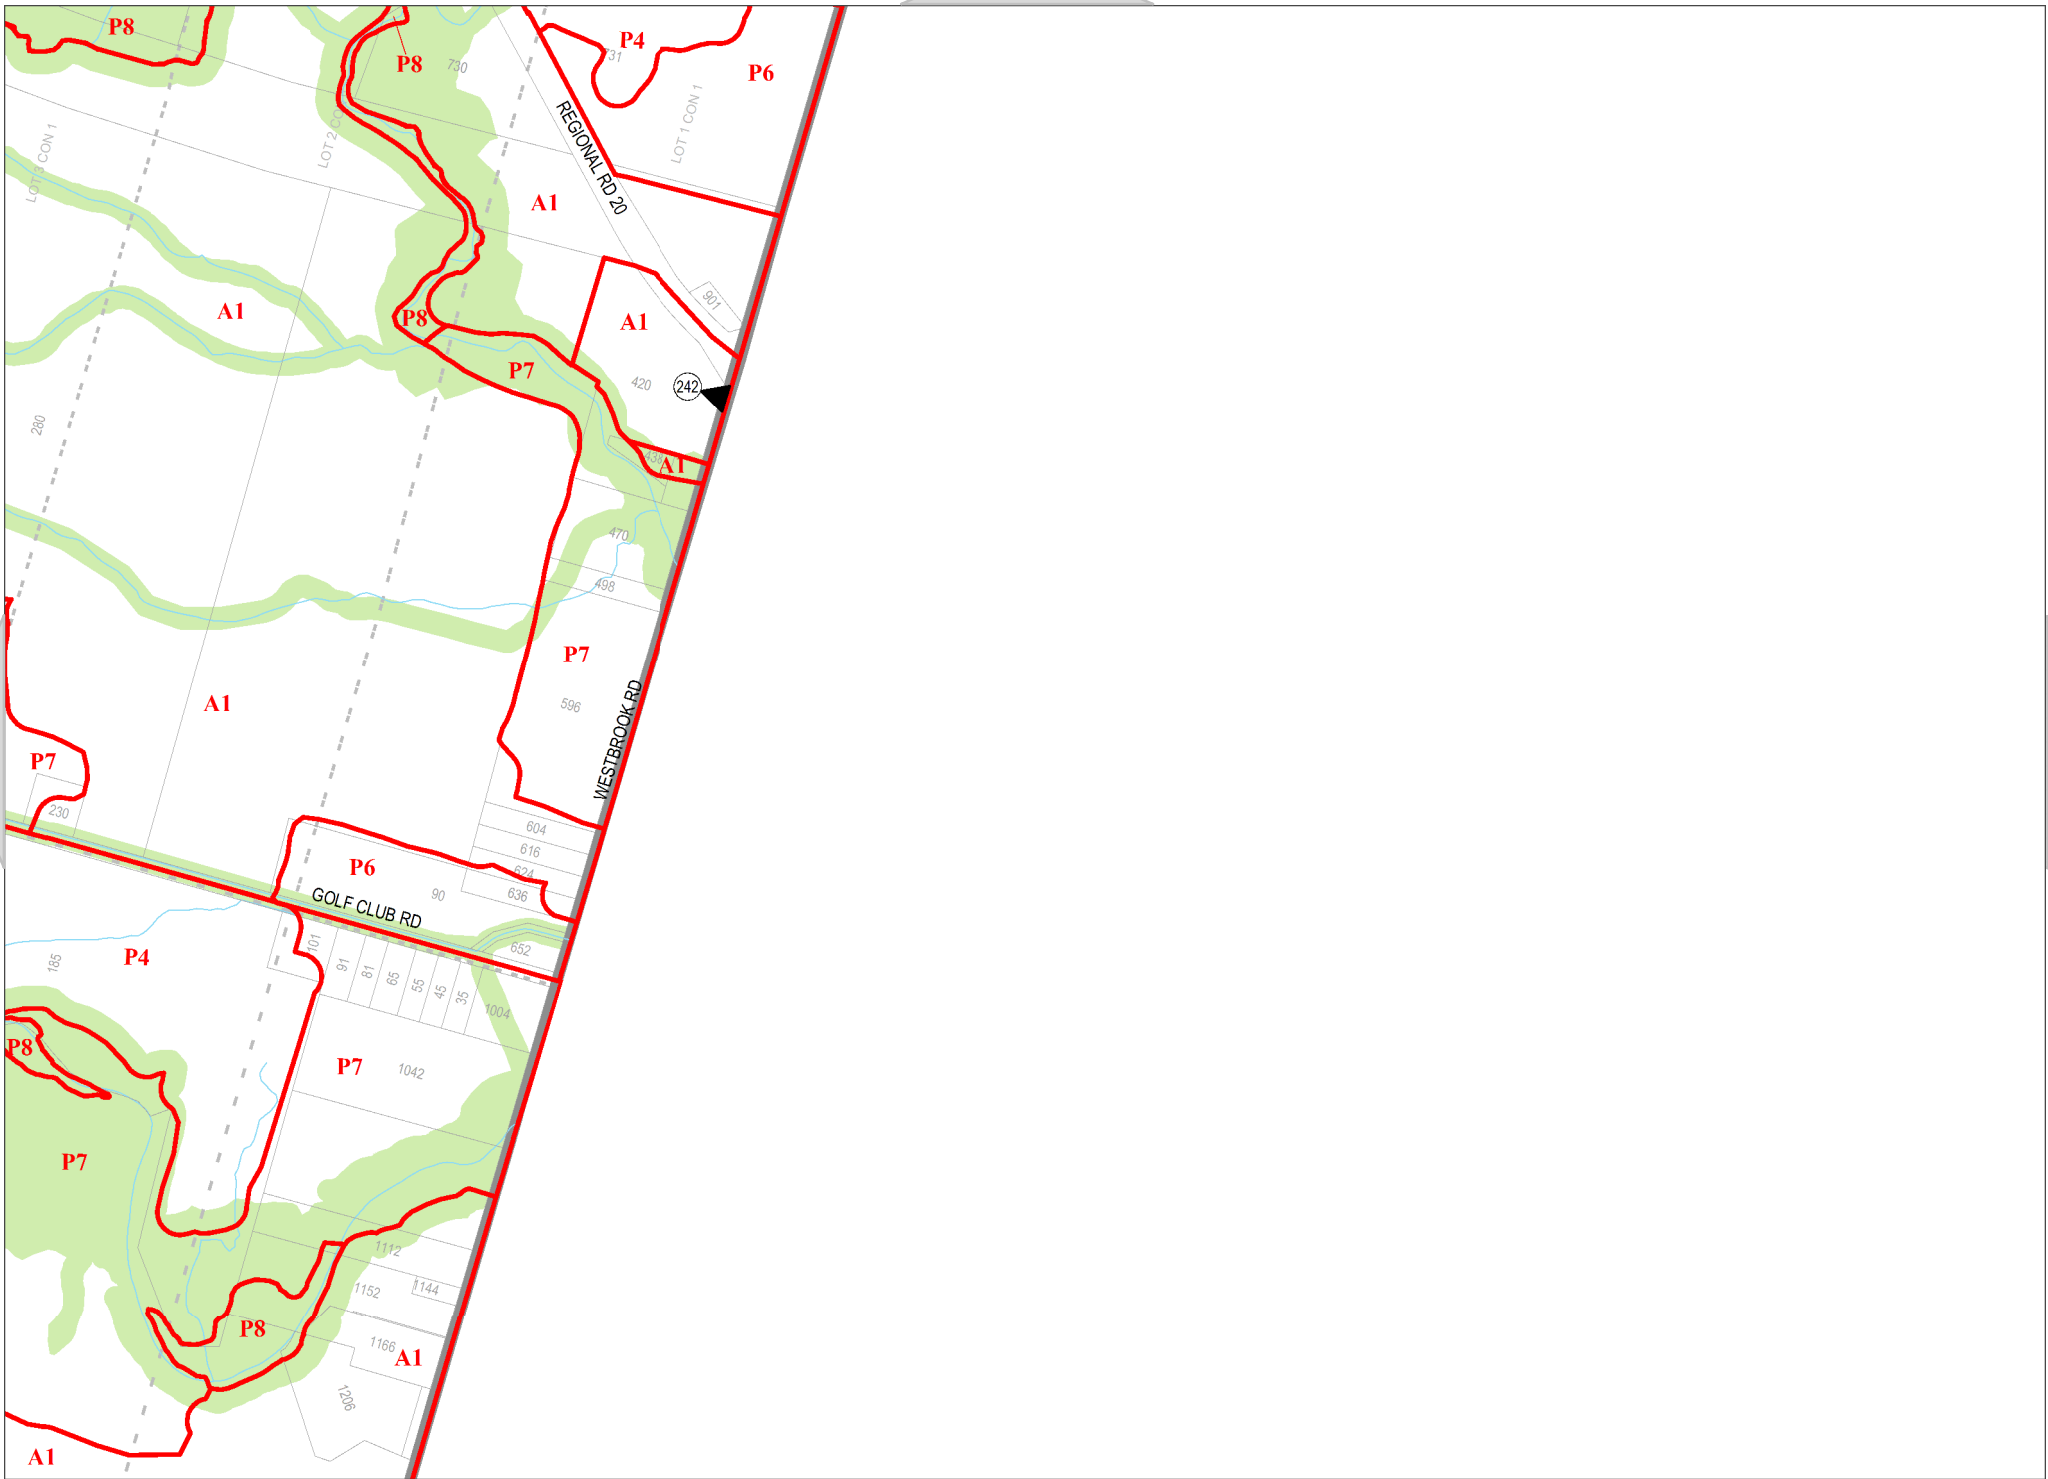 P8
P4
731
P8
730
P6
REGIONAL RD 20
LOT 1 CON 1
LOT 3 CON 1
LOT 2 CO
A1
901
A1
P8
A1
P7
420
242
280
438
A1
470
498
P7
596
WESTBROOK RD
A1
P7
230
604
616
624
P6
90
636
GOLF CLUB RD
101
652
P4
185
91
81
65
55
45
35
1004
P8
P7
1042
P7
1112
1152
1144
P8
1166
A1
1206
A1